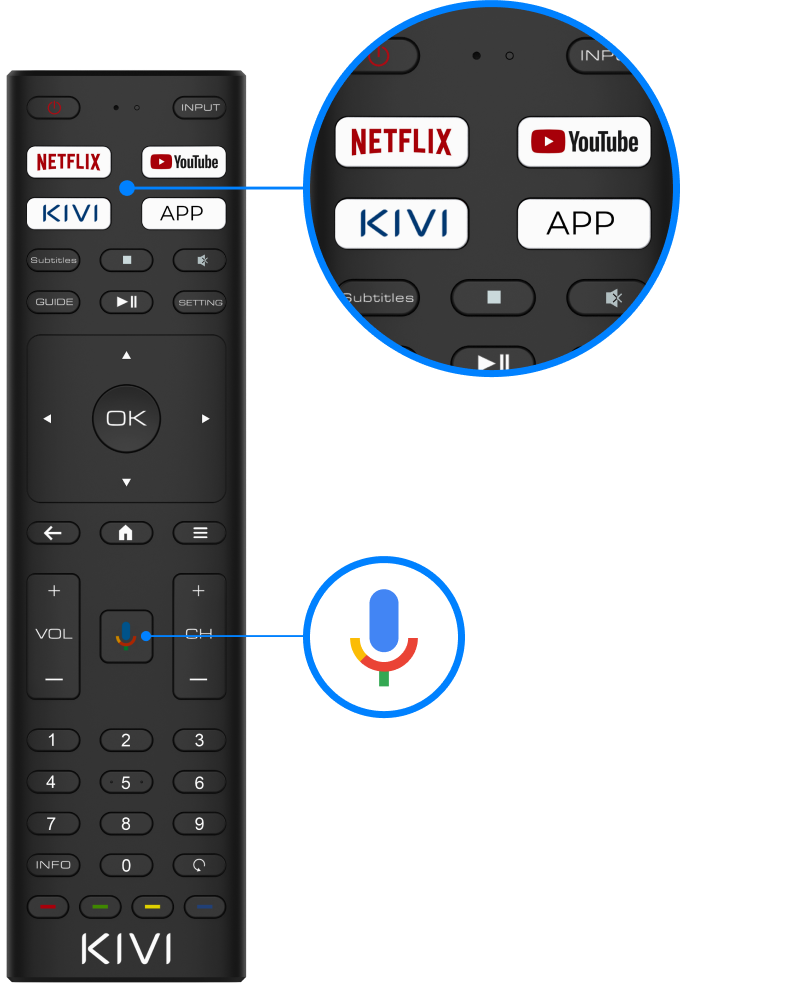 INPUT
NETFLIX YouTube
KIVI APP
Subtitles
GUIDE SETTING
OK
VOL CH
1 2 3
4 5 6
7 8 9
INFO 0
KIVI
INPU
NETFLIX YouTube
KIVI APP
Subtitles